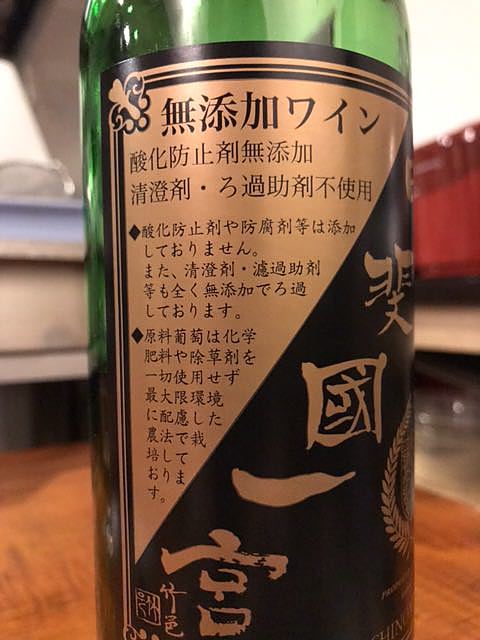 無添加ワイン
酸化防止剤無添加
清澄剤・ろ過助剤不使用
◆酸化防止剤や防腐剤等は添加
しておりません。
また、清澄剤・濾過助剤
等も全く無添加でろ過
しております。
◆原料葡萄は化学
肥料や除草剤を
一切使用せず
最大限環境
に配慮した
農法で栽
培してお
りま
す。
斐
國
一
宮
竹邑